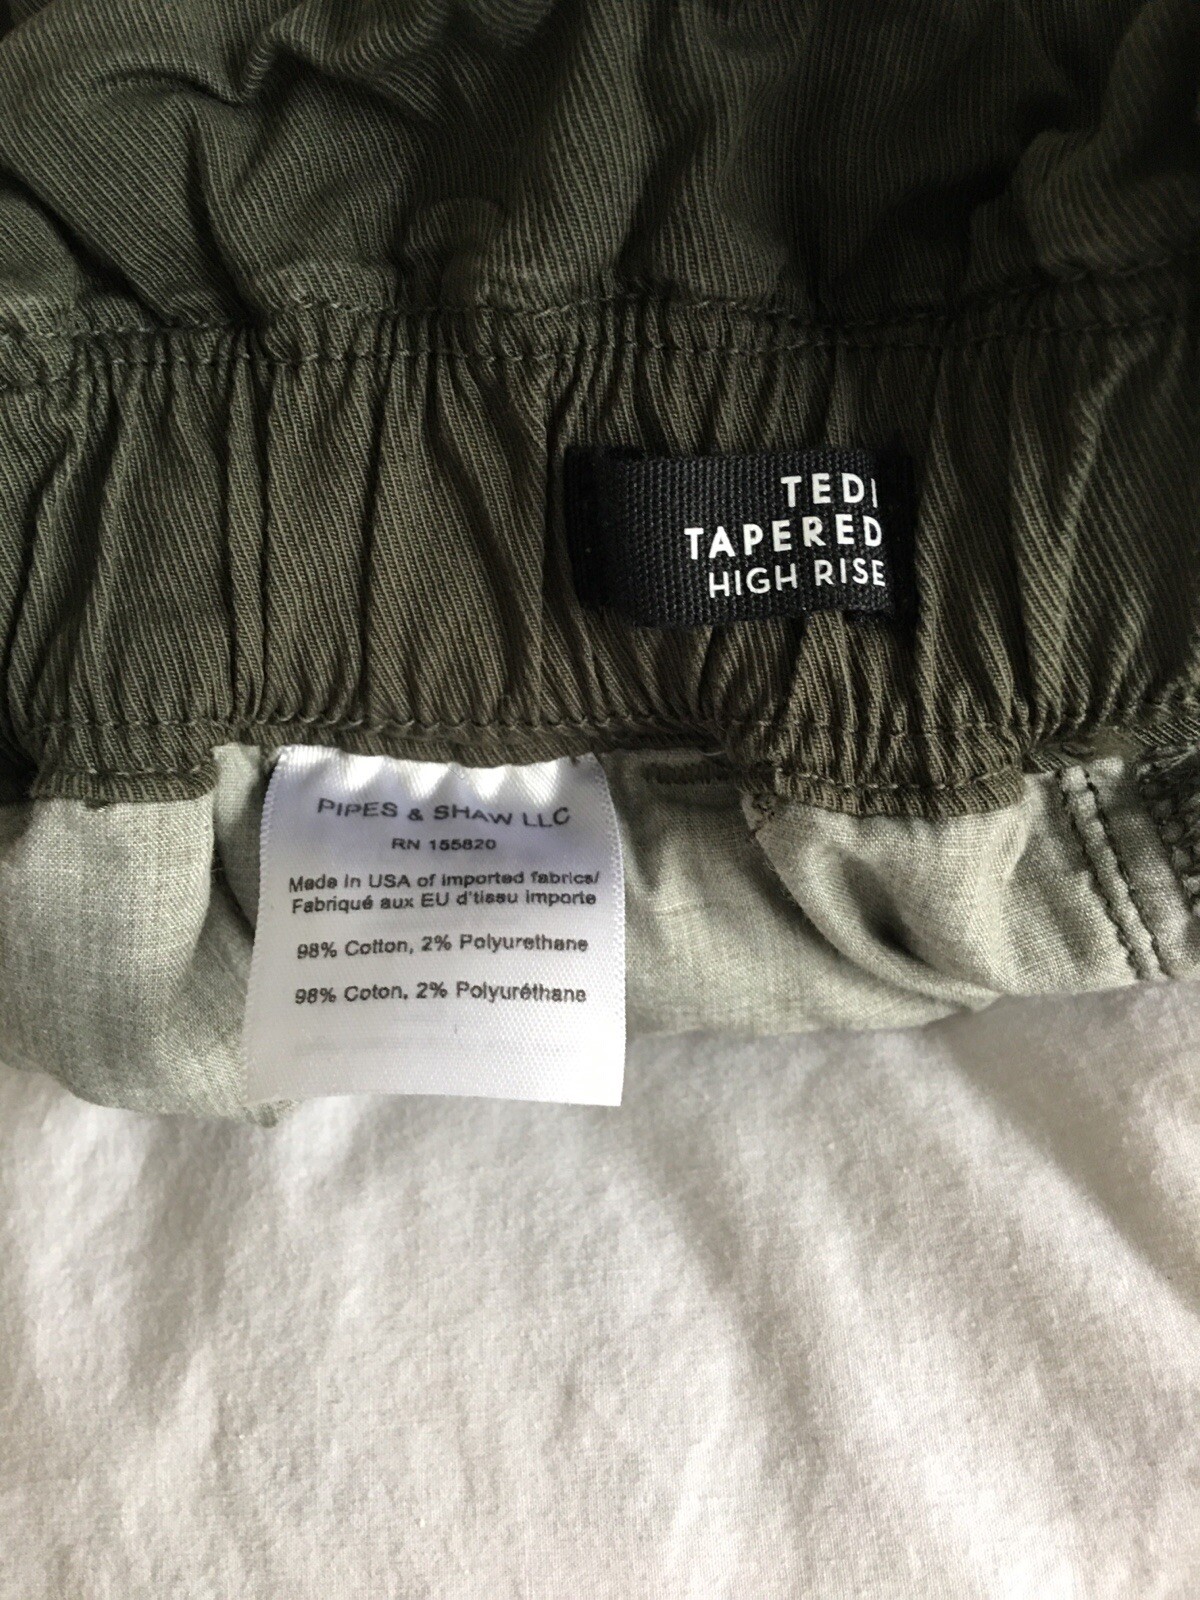 TEDI
TAPERED
HIGH RISE
PIPES & SHAW LLC
RN 155820
Made in USA of imported fabrics/
Fabriqué aux EU d'tissu importe
98% Cotton, 2% Polyurethane
98% Coton, 2% Polyuréthane